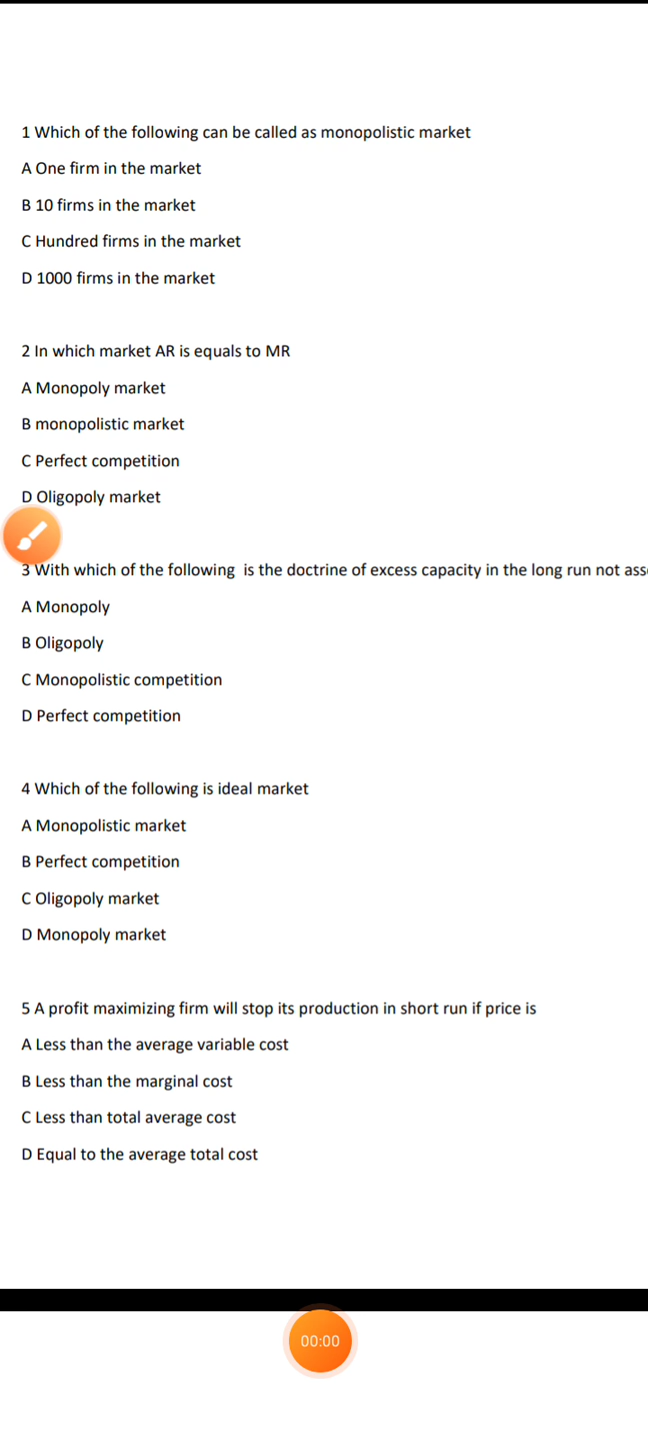 1 Which of the following can be called as monopolistic market
A One firm in the market
B 10 firms in the market
C Hundred firms in the market
D 1000 firms in the market
2 In which market AR is equals to MR
A Monopoly market
B monopolistic market
C Perfect competition
D Oligopoly market
3 With which of the following is the doctrine of excess capacity in the long run not
A Monopoly
B Oligopoly
C Monopolistic competition
D Perfect competition
4 Which of the following is ideal market
A Monopolistic market
B Perfect competition
C Oligopoly market
D Monopoly market
5 A profit maximizing firm will stop its production in short run if price is
A Less than the average variable cost
B Less than the marginal cost
C Less than total average cost
D Equal to the average total cost
00:00